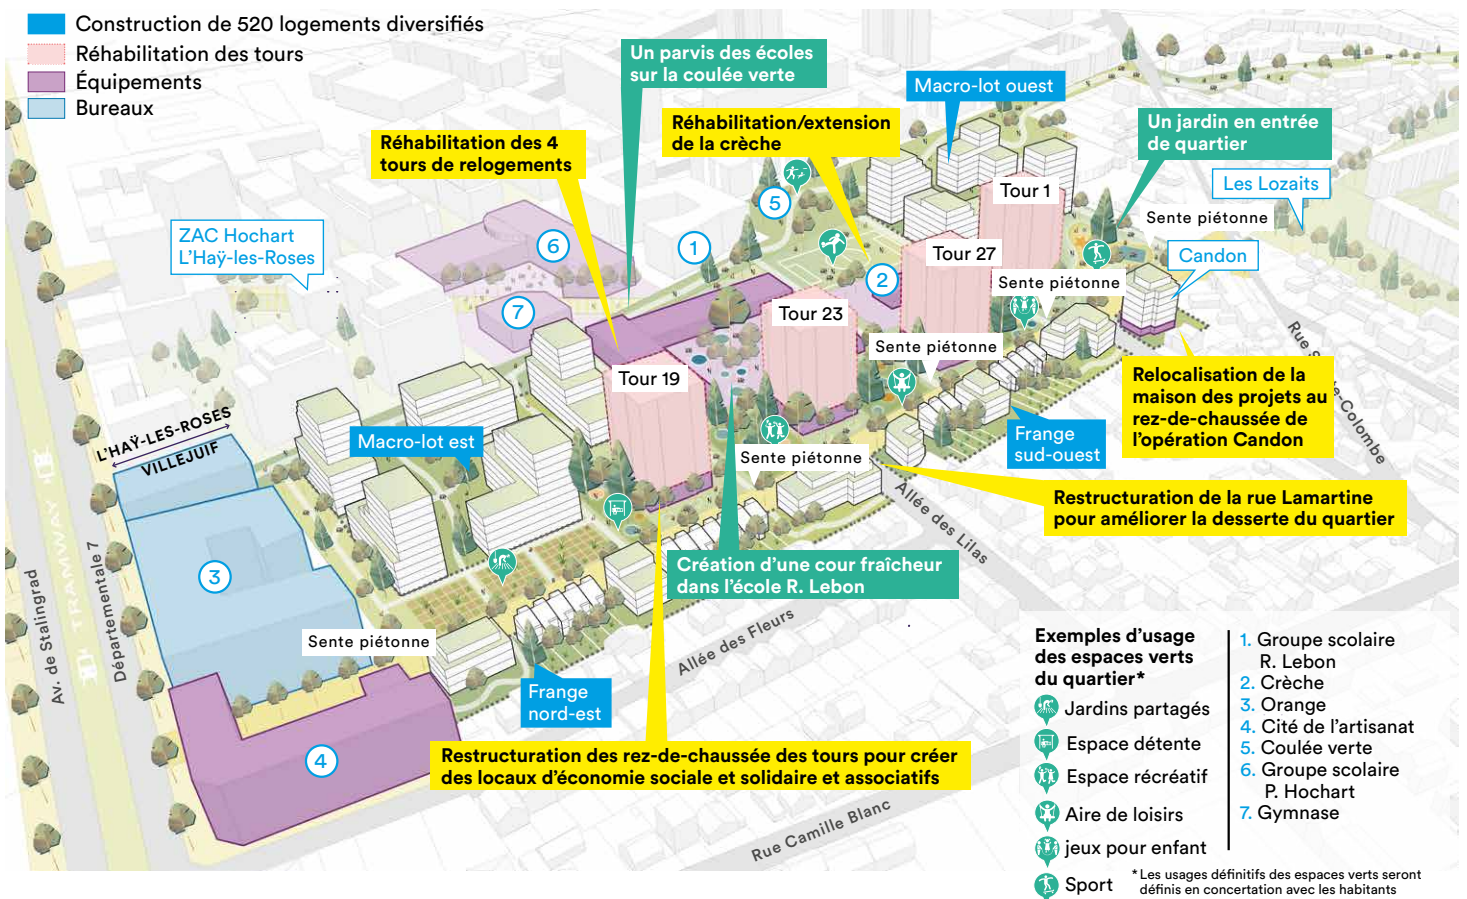 Construction de 520 logements diversifiés
Réhabilitation des tours
Équipements
Bureaux
Un parvis des écoles
sur la coulée verte
Macro-lot ouest
Réhabilitation/extension
de la crèche
Réhabilitation des 4
tours de relogements
Un jardin en entrée
de quartier
Les Lozaits
Tour 1
Sente piétonne
5
ZAC Hochart
L'Haÿ-les-Roses
6
1
Tour 27
Candon
2
Sente piétonne
7
Tour 23
Sente piétonne
Tour 19
Relocalisation de la
maison des projets au
rez-de-chaussée de
l'opération Candon
L'HAŸ-LES-ROSES
VILLEJUIF
Macro-lot est
Frange
sud-ouest
Sente piétonne
Restructuration de la rue Lamartine
pour améliorer la desserte du quartier
Allée des Lilas
TRAMWAY
Av. de Stalingrad
Départementale 7
3
Création d'une cour fraîcheur
dans l'école R. Lebon
Sente piétonne
Allée des Fleurs
Frange
nord-est
4
Restructuration des rez-de-chaussée des tours pour créer
des locaux d'économie sociale et solidaire et associatifs
Rue Camille Blanc
Exemples d'usage
des espaces verts
du quartier*
Jardins partagés
Espace détente
Espace récréatif
Aire de loisirs
jeux pour enfant
Sport
1. Groupe scolaire
R. Lebon
2. Crèche
3. Orange
4. Cité de l'artisanat
5. Coulée verte
6. Groupe scolaire
P. Hochart
7. Gymnase
* Les usages définitifs des espaces verts seront
définis en concertation avec les habitants